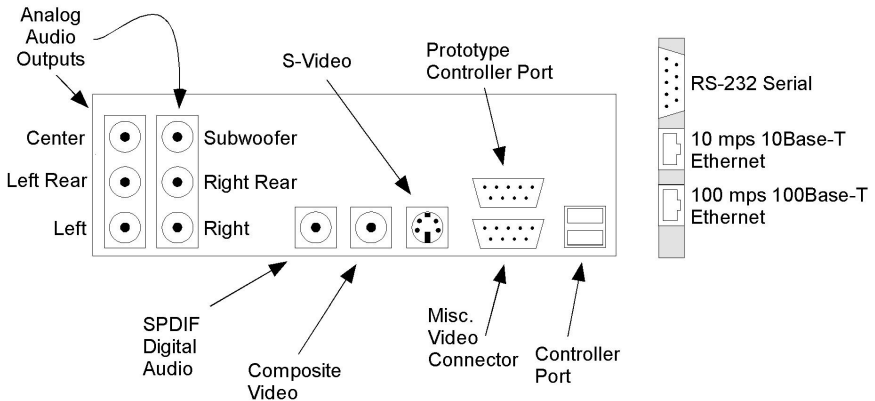 Analog
Audio
Outputs
S-Video
Prototype
Controller Port
RS-232 Serial
Center
Subwoofer
10 mps 10Base-T
Ethernet
Left Rear
Right Rear
100 mps 100Base-T
Ethernet
Left
Right
SPDIF
Digital
Audio
Composite
Video
Misc.
Video
Connector
Controller
Port